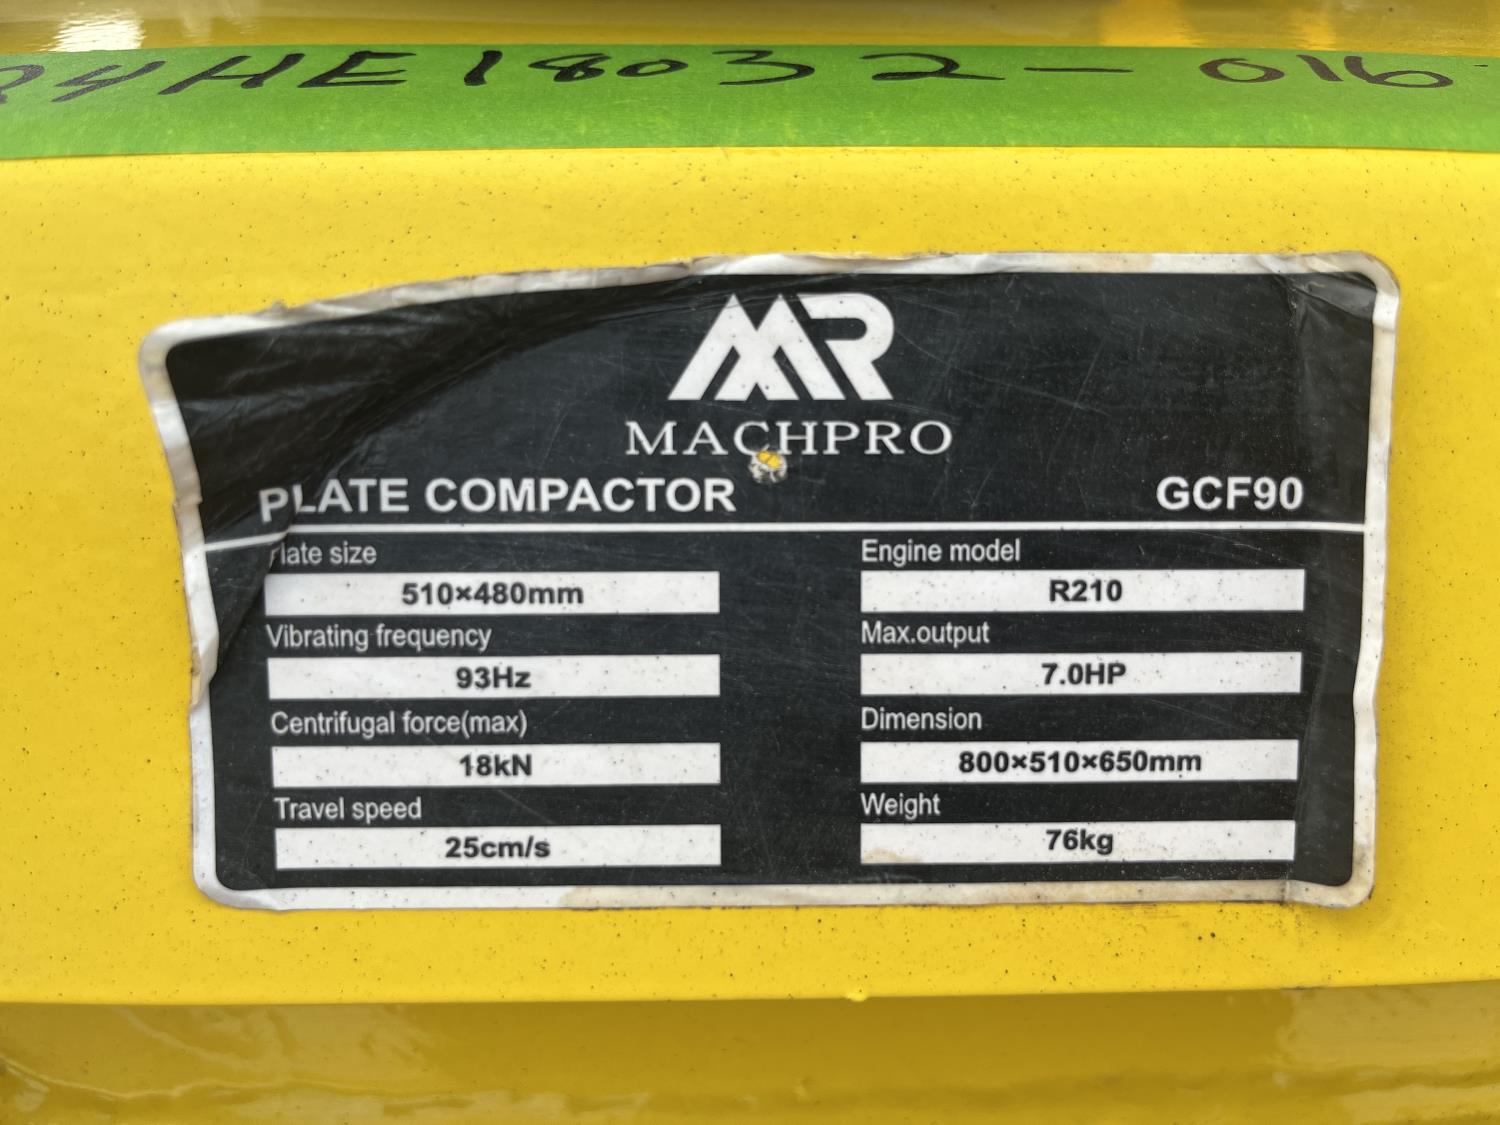 24HE18032-016
MR
MACHPRO
PLATE COMPACTOR
GCF90
Plate size
510×480mm
Vibrating frequency
93Hz
Centrifugal force(max)
18kN
Travel speed
25cm/s
Engine model
R210
Max.output
7.0HP
Dimension
800×510×650mm
Weight
76kg